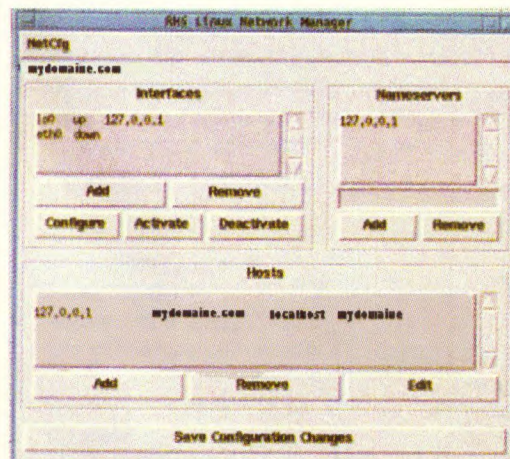 RHS Linux Network Manager
NetCfg
mydomaine.com
Interfaces
lo0 up 127.0.0.1
eth0 down
Add Remove
Configure Activate Deactivate
Nameservers
127.0.0.1
Add Remove
Hosts
127.0.0.1 mydomaine.com localhost mydomaine
Add Remove Edit
Save Configuration Changes